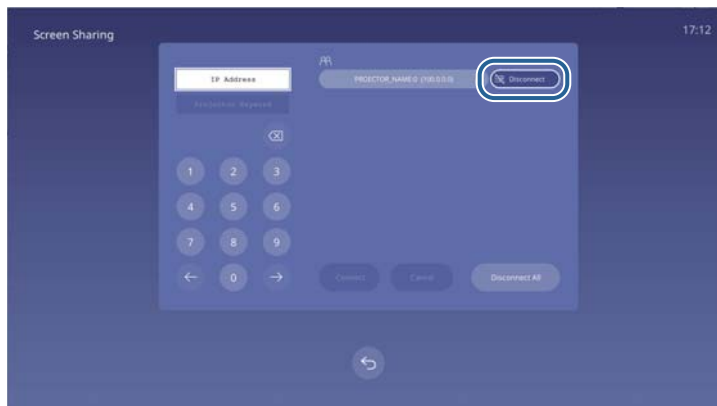 Screen Sharing
17:12
IP Address
Projector Keyword
PROJECTOR_NAME:0 (100.0.0.0)
Disconnect
1 2 3
4 5 6
7 8 9
0
Connect
Cancel
Disconnect All